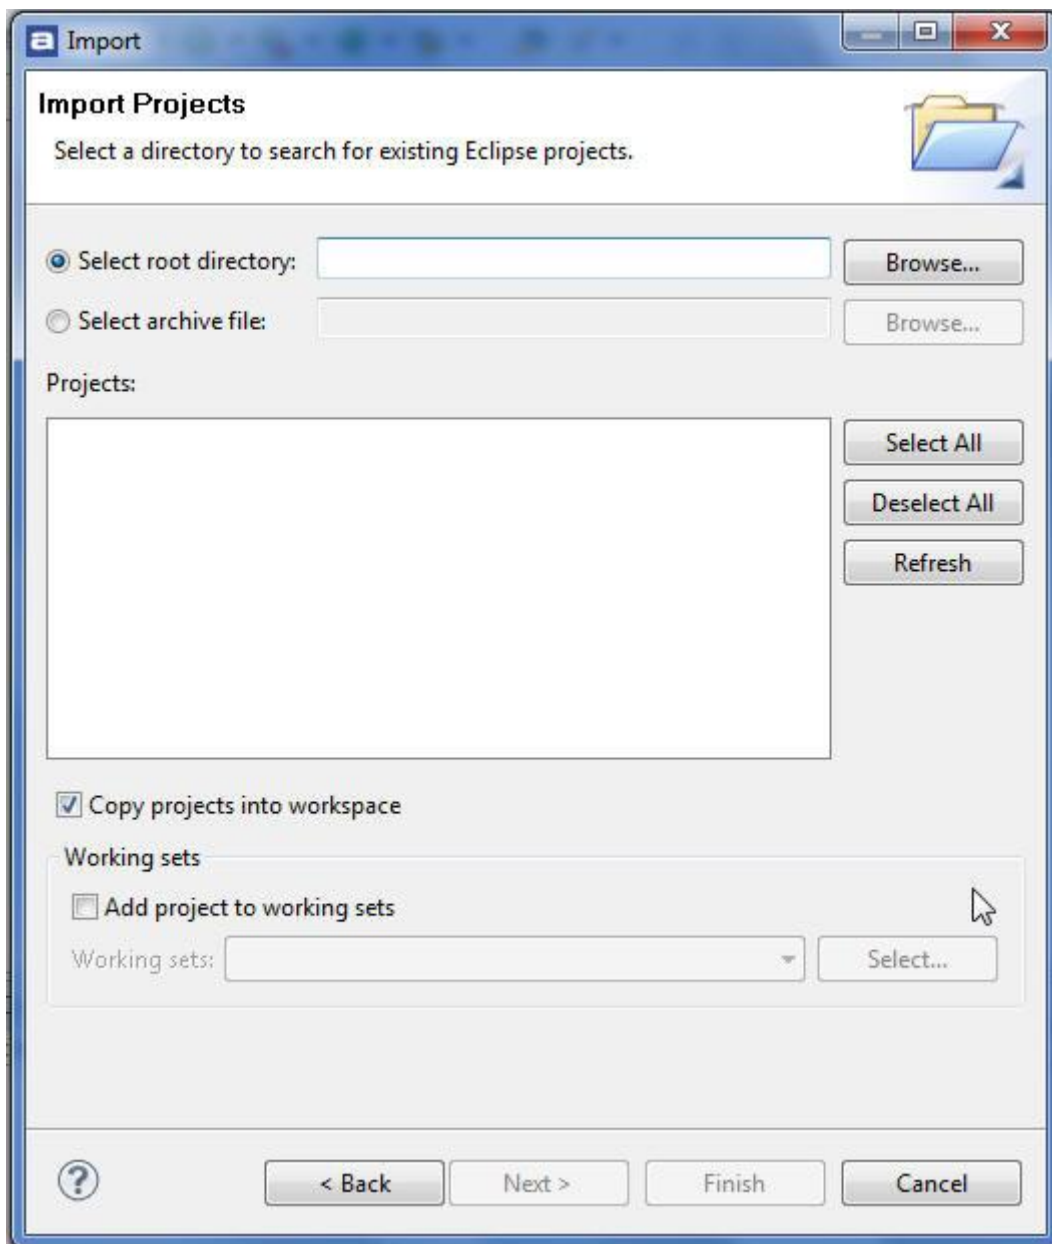 a Import
Import Projects
Select a directory to search for existing Eclipse projects.
Select root directory: Browse...
Select archive file: Browse...
Projects:
Select All
Deselect All
Refresh
Copy projects into workspace
Working sets
Add project to working sets
Working sets: Select...
? < Back Next > Finish Cancel